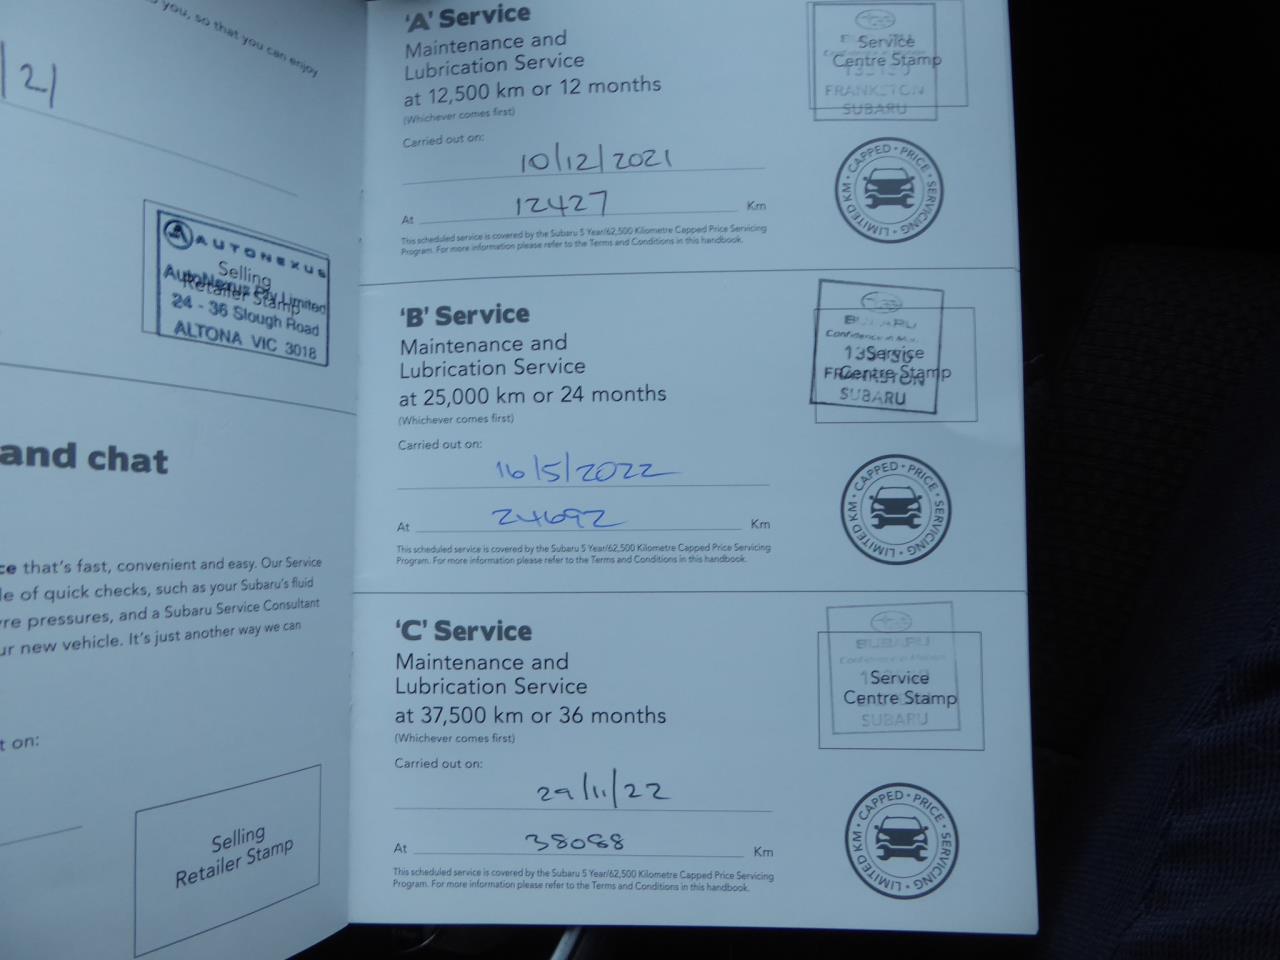 you, so that you can enjoy
/21
AUTONEXUS
Selling
AutoNexus Pty Limited
Retailer Stamp
24 - 36 Slough Road
ALTONA VIC 3018
and chat
ce that's fast, convenient and easy. Our Service
le of quick checks, such as your Subaru's fluid
yre pressures, and a Subaru Service Consultant
ur new vehicle. It's just another way we can
t on:
Selling
Retailer Stamp
'A' Service
Maintenance and
Lubrication Service
at 12,500 km or 12 months
(Whichever comes first)
Carried out on:
10/12/2021
At 12427 Km
This scheduled service is covered by the Subaru 5 Year/62,500 Kilometre Capped Price Servicing
Program. For more information please refer to the Terms and Conditions in this handbook.
Service
Centre Stamp
FRANKSTON
SUBARU
LIMITED KM • CAPPED • PRICE • SERVICING •
'B' Service
Maintenance and
Lubrication Service
at 25,000 km or 24 months
(Whichever comes first)
Carried out on:
16/5/2022
At 24692 Km
This scheduled service is covered by the Subaru 5 Year/62,500 Kilometre Capped Price Servicing
Program. For more information please refer to the Terms and Conditions in this handbook.
SUBARU
Confidence in
Service
Centre Stamp
FRANKSTON
SUBARU
LIMITED KM • CAPPED • PRICE • SERVICING •
'C' Service
Maintenance and
Lubrication Service
at 37,500 km or 36 months
(Whichever comes first)
Carried out on:
29/11/22
At 38088 Km
This scheduled service is covered by the Subaru 5 Year/62,500 Kilometre Capped Price Servicing
Program. For more information please refer to the Terms and Conditions in this handbook.
SUBARU
Confidence in Motion
Service
Centre Stamp
SUBARU
LIMITED KM • CAPPED • PRICE • SERVICING •